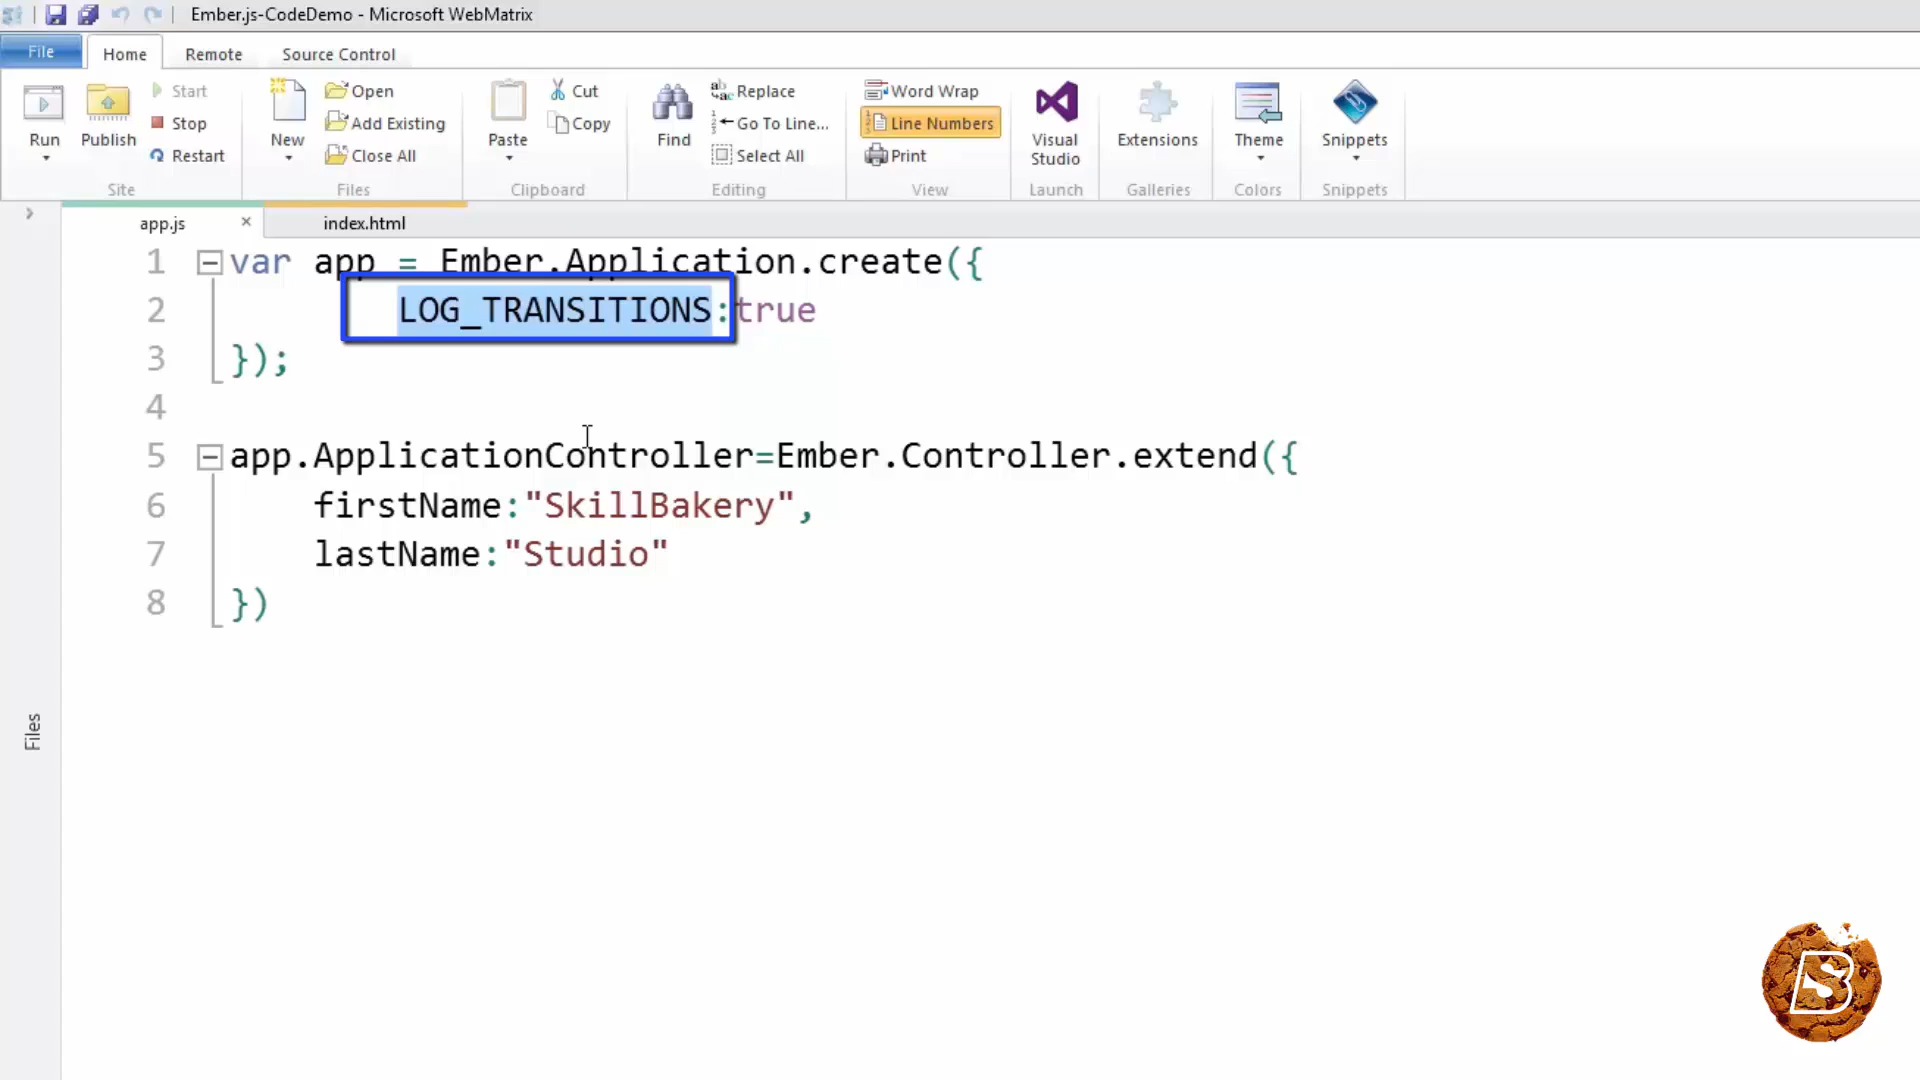 Ember.js-CodeDemo - Microsoft WebMatrix
File Home Remote Source Control
Run Publish Start Stop Restart
Site
New Open Add Existing Close All
Files
Paste Cut Copy
Clipboard
Find Replace Go To Line... Select All
Editing
Word Wrap Line Numbers Print
View
Visual Studio
Launch
Extensions
Galleries
Theme
Colors
Snippets
Snippets
app.js × index.html
1 var app = Ember.Application.create({
2 LOG_TRANSITIONS:true
3 });
4
5 app.ApplicationController=Ember.Controller.extend({
6 firstName:"SkillBakery",
7 lastName:"Studio"
8 })
Files